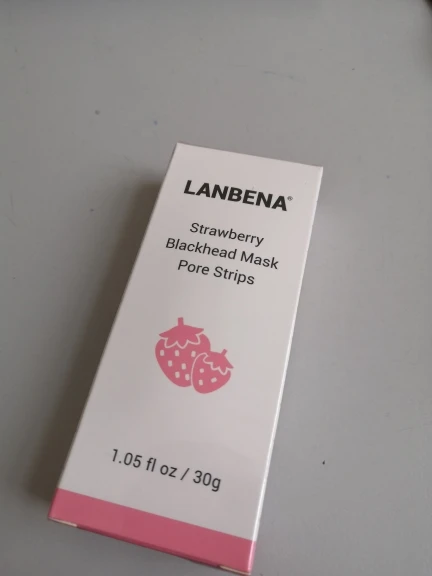 LANBENA®
Strawberry
Blackhead Mask
Pore Strips
1.05 fl oz / 30g